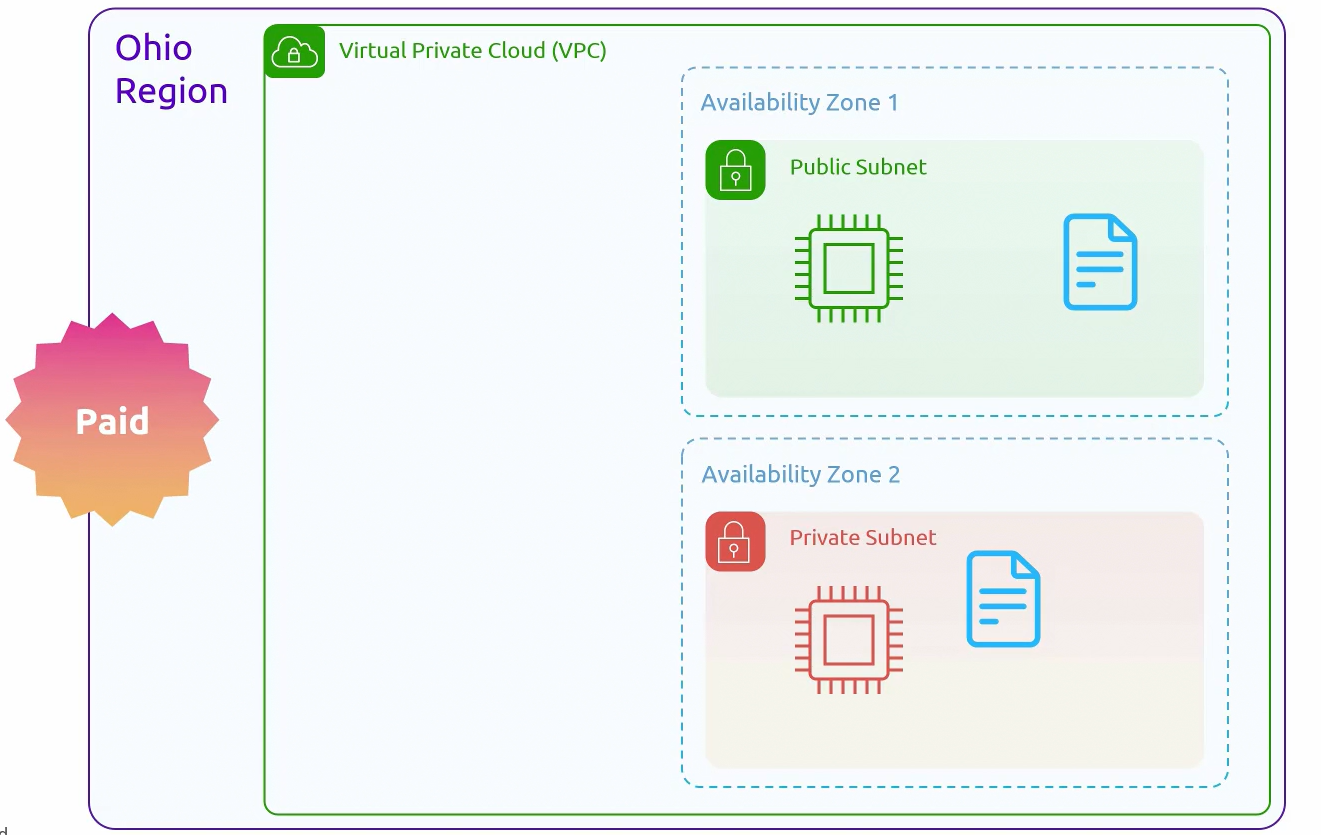 Ohio
Region
Virtual Private Cloud (VPC)
Availability Zone 1
Public Subnet
Paid
Availability Zone 2
Private Subnet